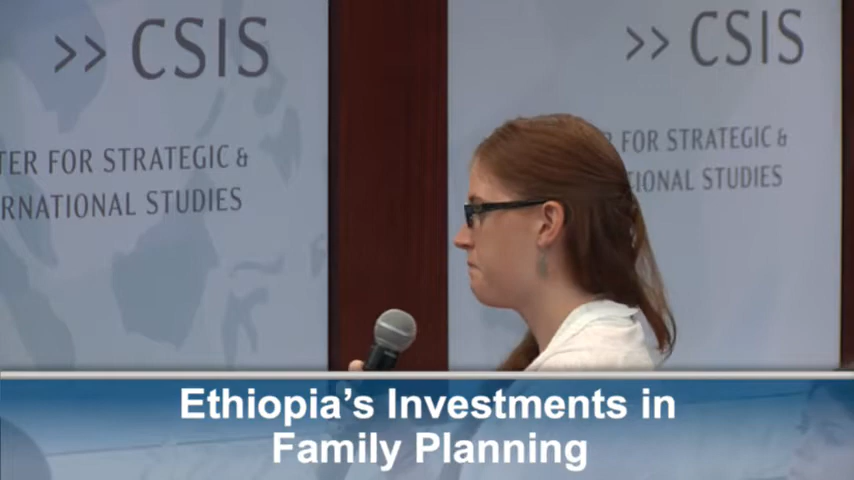 >> CSIS
TER FOR STRATEGIC &
RNATIONAL STUDIES
>> CSIS
R FOR STRATEGIC &
IONAL STUDIES
Ethiopia's Investments in
Family Planning